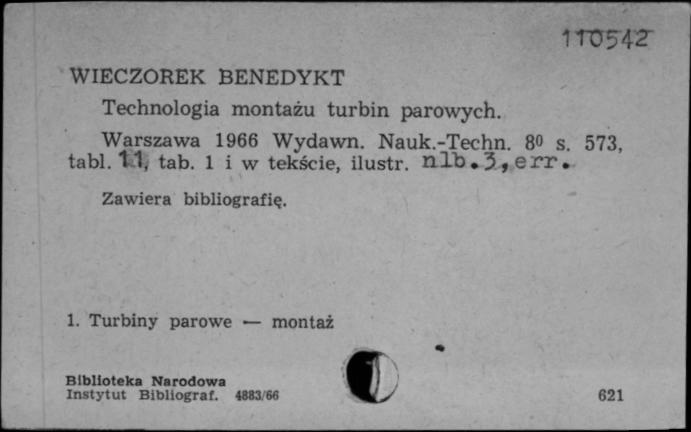 110542
WIECZOREK BENEDYKT
Technologia montażu turbin parowych.
Warszawa 1966 Wydawn. Nauk.-Techn. 8⁰ s. 573,
tabl. 11, tab. 1 i w tekście, ilustr. nlb.3,err.
Zawiera bibliografię.
1. Turbiny parowe — montaż
Biblioteka Narodowa
Instytut Bibliograf. 4883/66
621